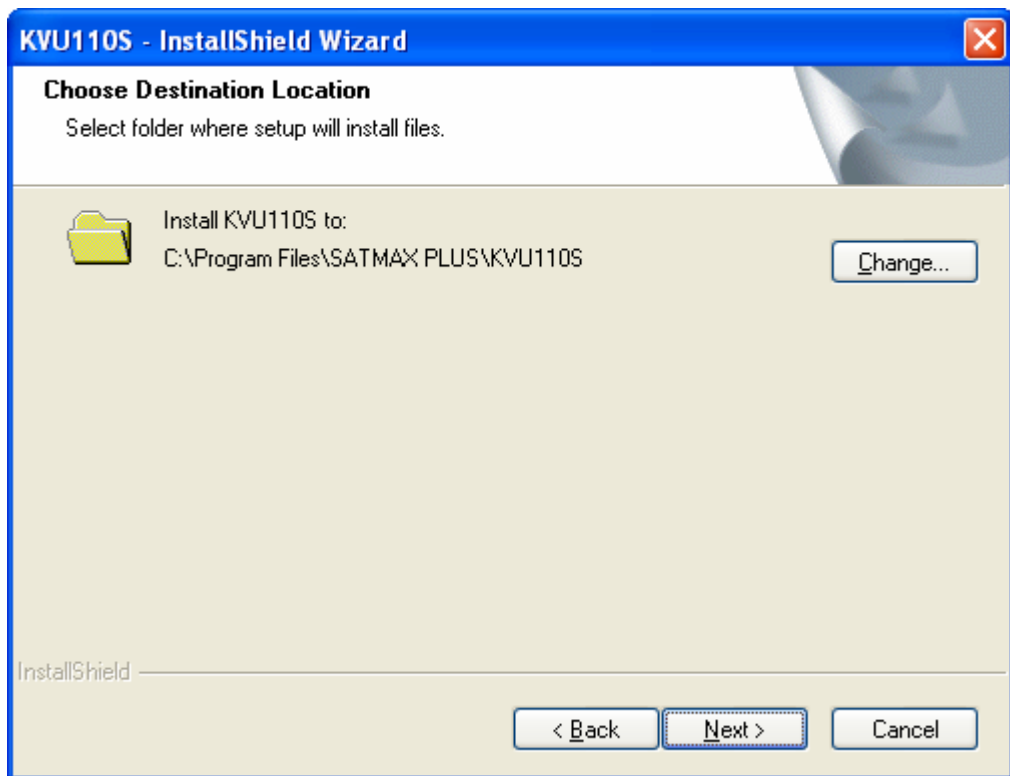 KVU110S - InstallShield Wizard
Choose Destination Location
Select folder where setup will install files.
Install KVU110S to:
C:\Program Files\SATMAX PLUS\KVU110S
Change...
InstallShield
< Back
Next >
Cancel